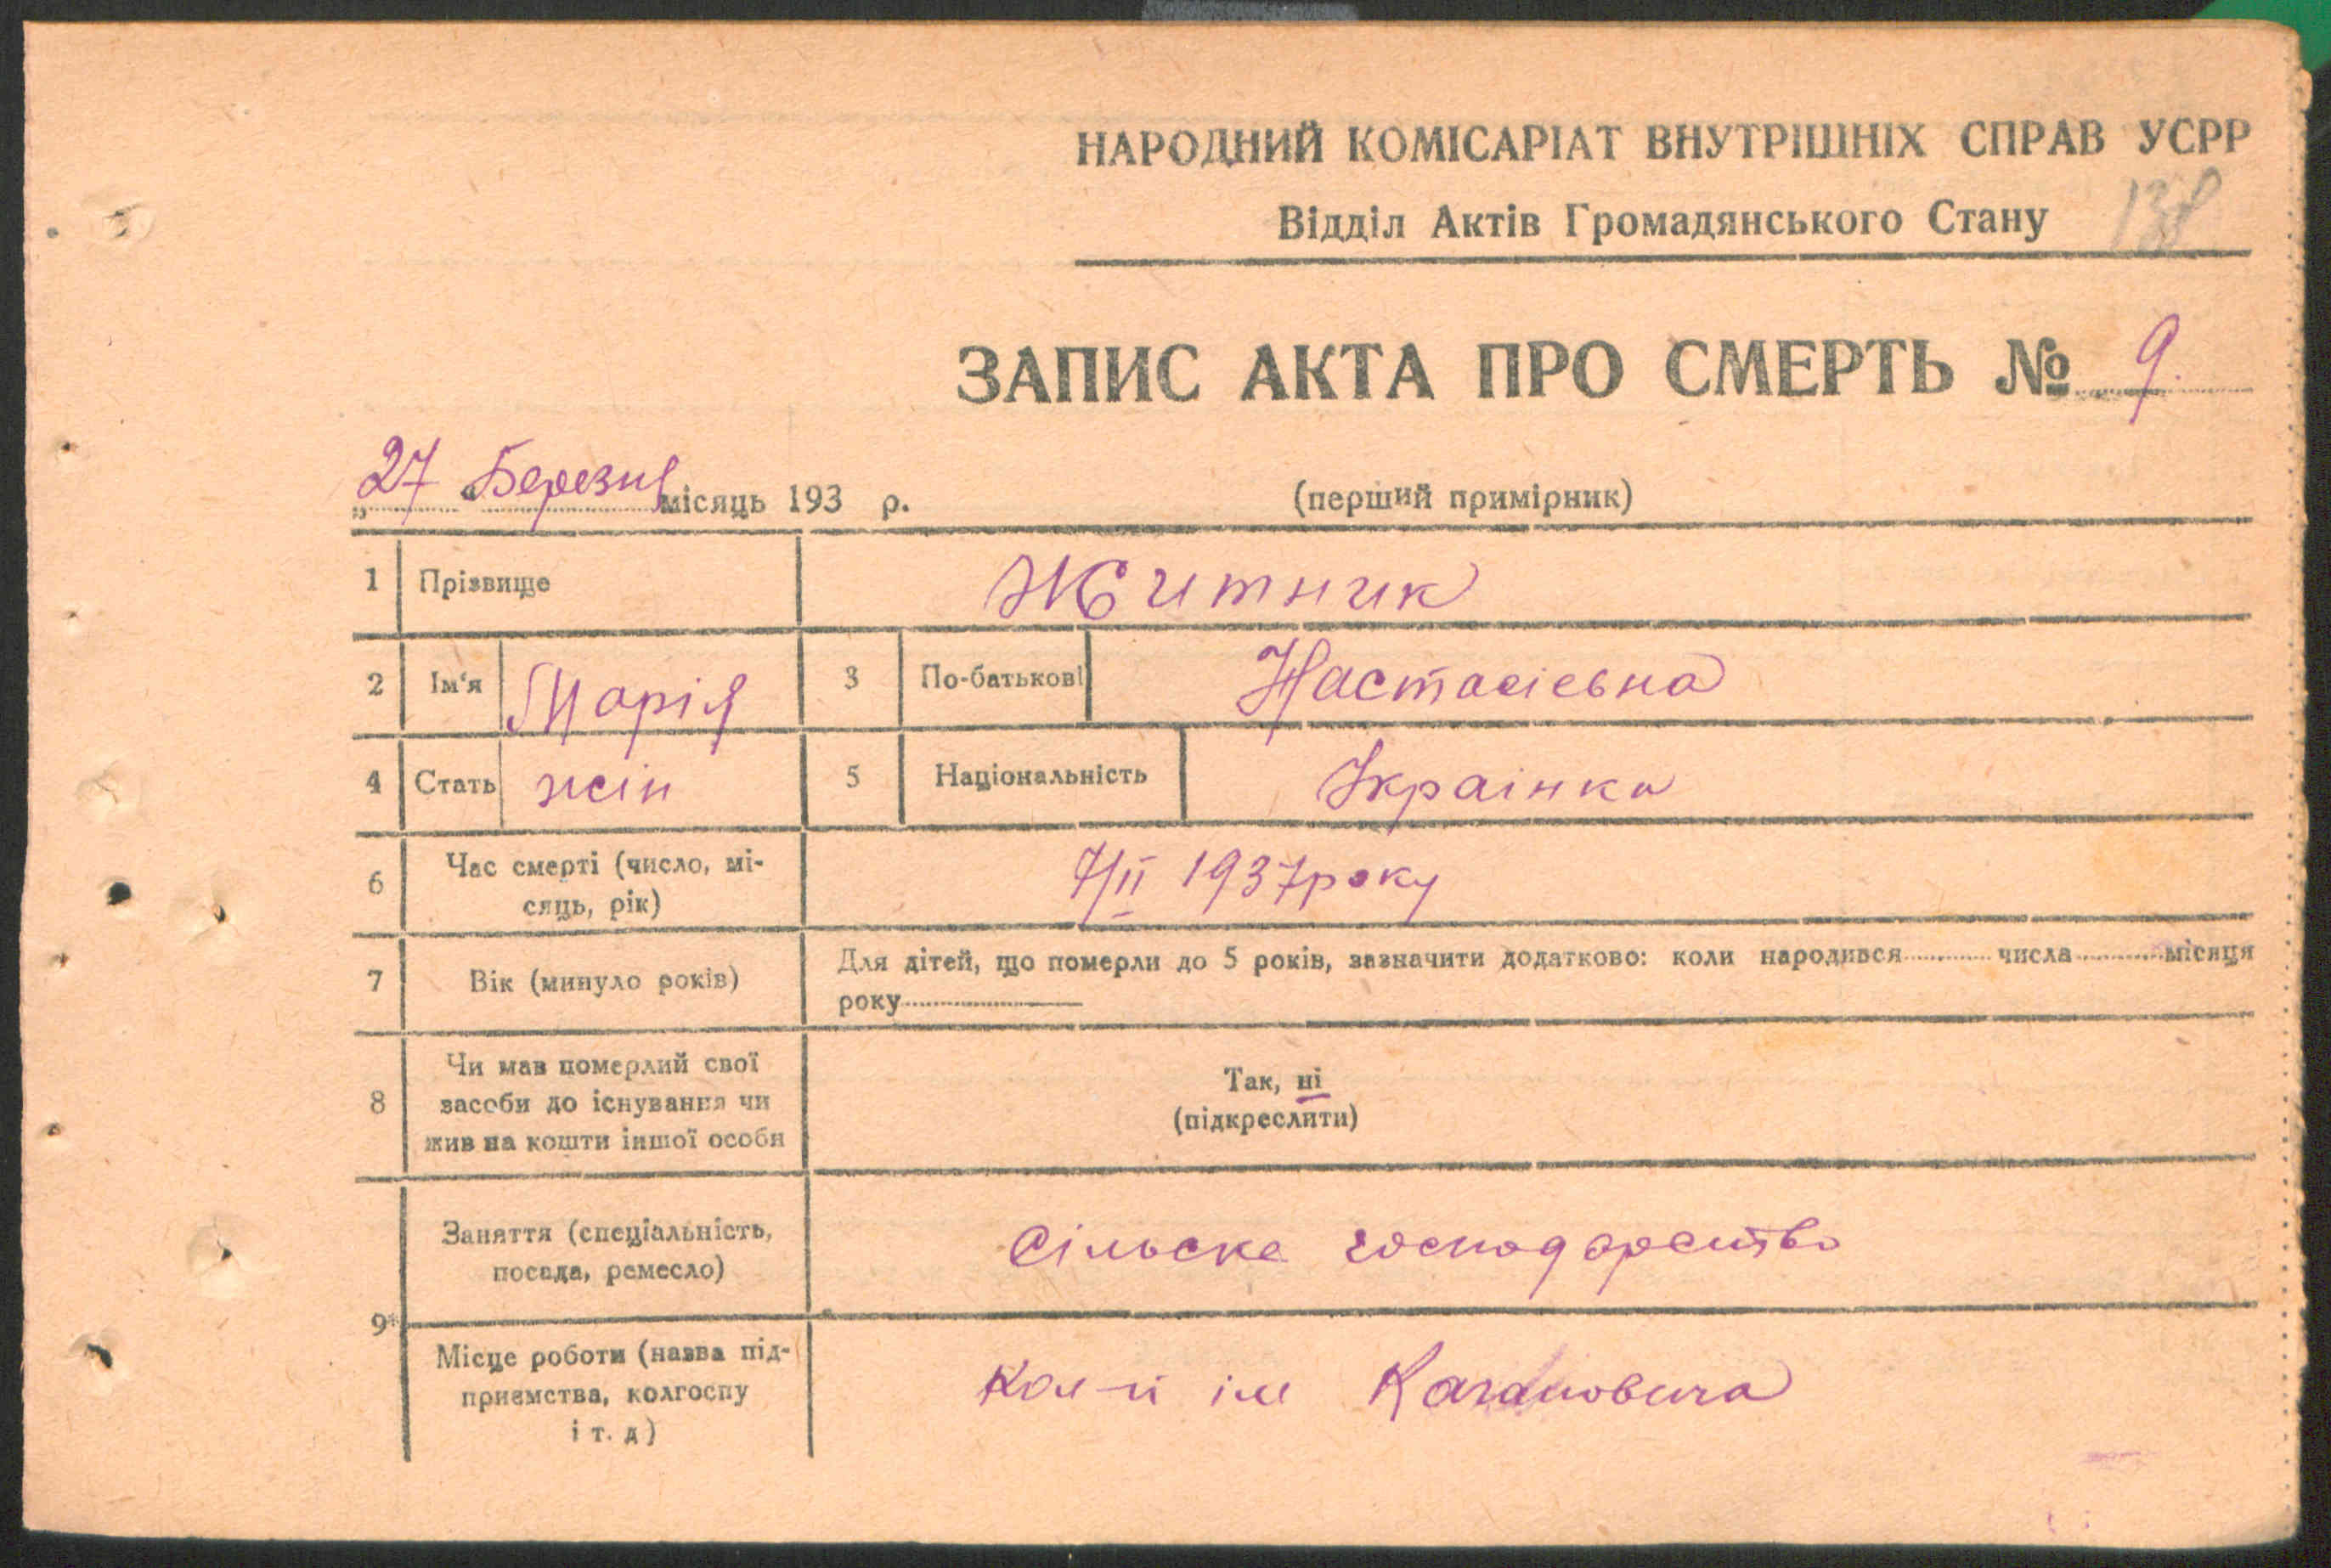 НАРОДНИЙ КОМІСАРІАТ ВНУТРІШНІХ СПРАВ УСРР
Відділ Актів Громадянського Стану 138
ЗАПИС АКТА ПРО СМЕРТЬ № 9.
„27“ Березня місяць 193 р. (перший примірник)
1 Прізвище Житник
2 Ім‘я Марія 3 По-батькові Настасієвна
4 Стать жін 5 Національність Українка
6 Час смерті (число, мі-
сяць, рік) 7/II 1937 року
7 Вік (минуло років) Для дітей, що померли до 5 років, зазначити додатково: коли народився числа місяця
року
8 Чи мав померлий свої
засоби до існування чи
жив на кошти іншої особи
Так, ні
(підкреслити)
9 Заняття (спеціальність,
посада, ремесло) Сільске господарство
Місце роботи (назва під-
приємства, колгоспу
і т. д) ім Кагановича